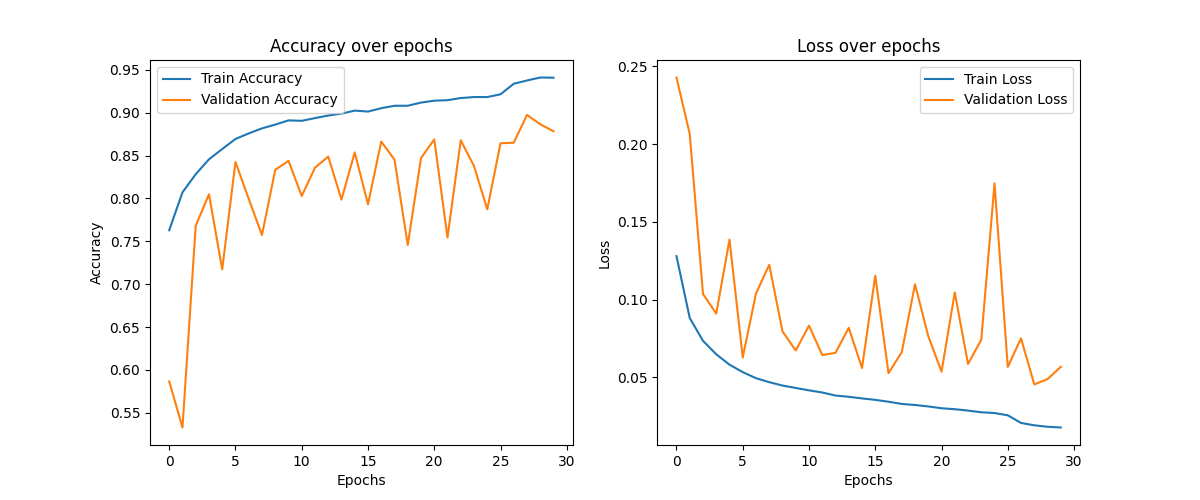 Accuracy over epochs
Train Accuracy
Validation Accuracy
0.95
0.90
0.85
0.80
0.75
0.70
0.65
0.60
0.55
Accuracy
0 5 10 15 20 25 30
Epochs
Loss over epochs
Train Loss
Validation Loss
0.25
0.20
0.15
0.10
0.05
Loss
0 5 10 15 20 25 30
Epochs